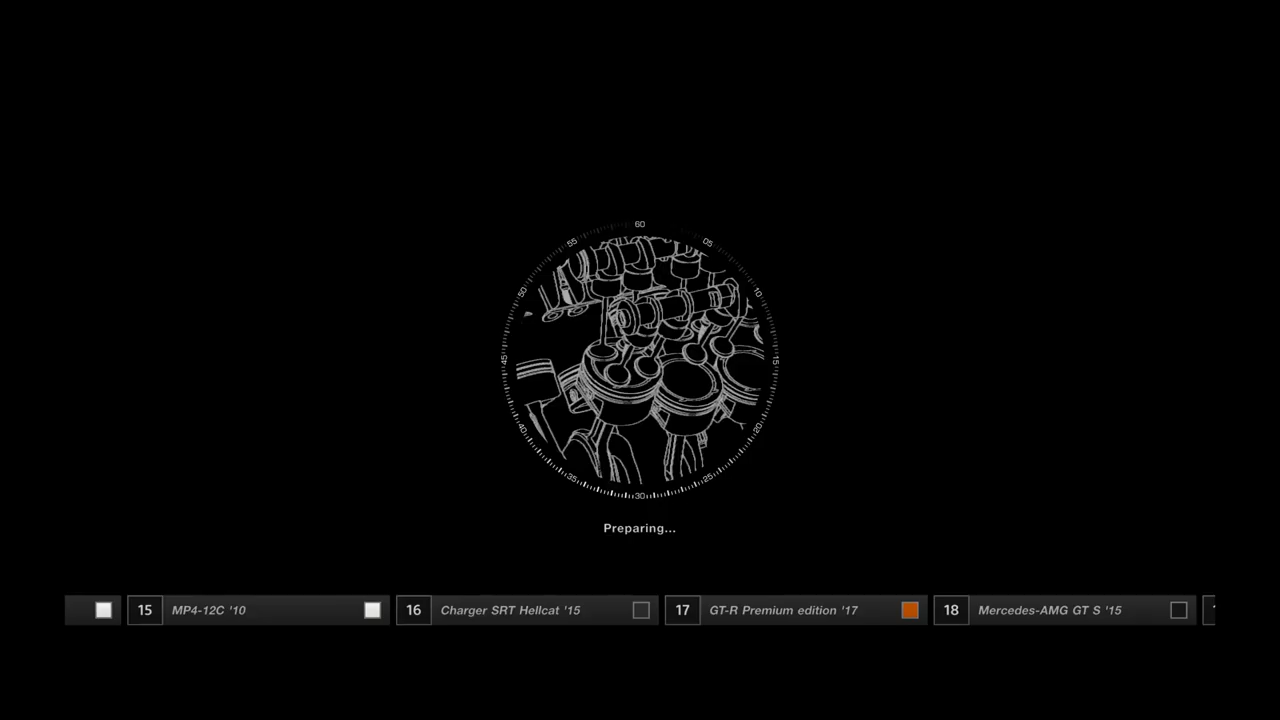 60
55
05
50
10
45
15
40
20
35
25
30
Preparing...
15 MP4-12C '10
16 Charger SRT Hellcat '15
17 GT-R Premium edition '17
18 Mercedes-AMG GT S '15